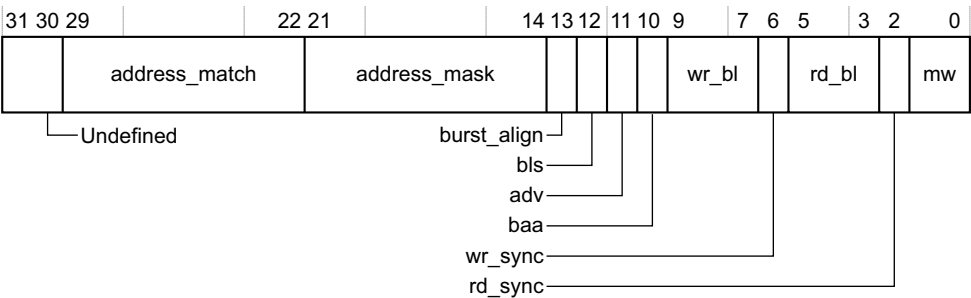 31 30 29 22 21 14 13 12 11 10 9 7 6 5 3 2 0
address_match address_mask wr_bl rd_bl mw
Undefined burst_align
bls
adv
baa
wr_sync
rd_sync